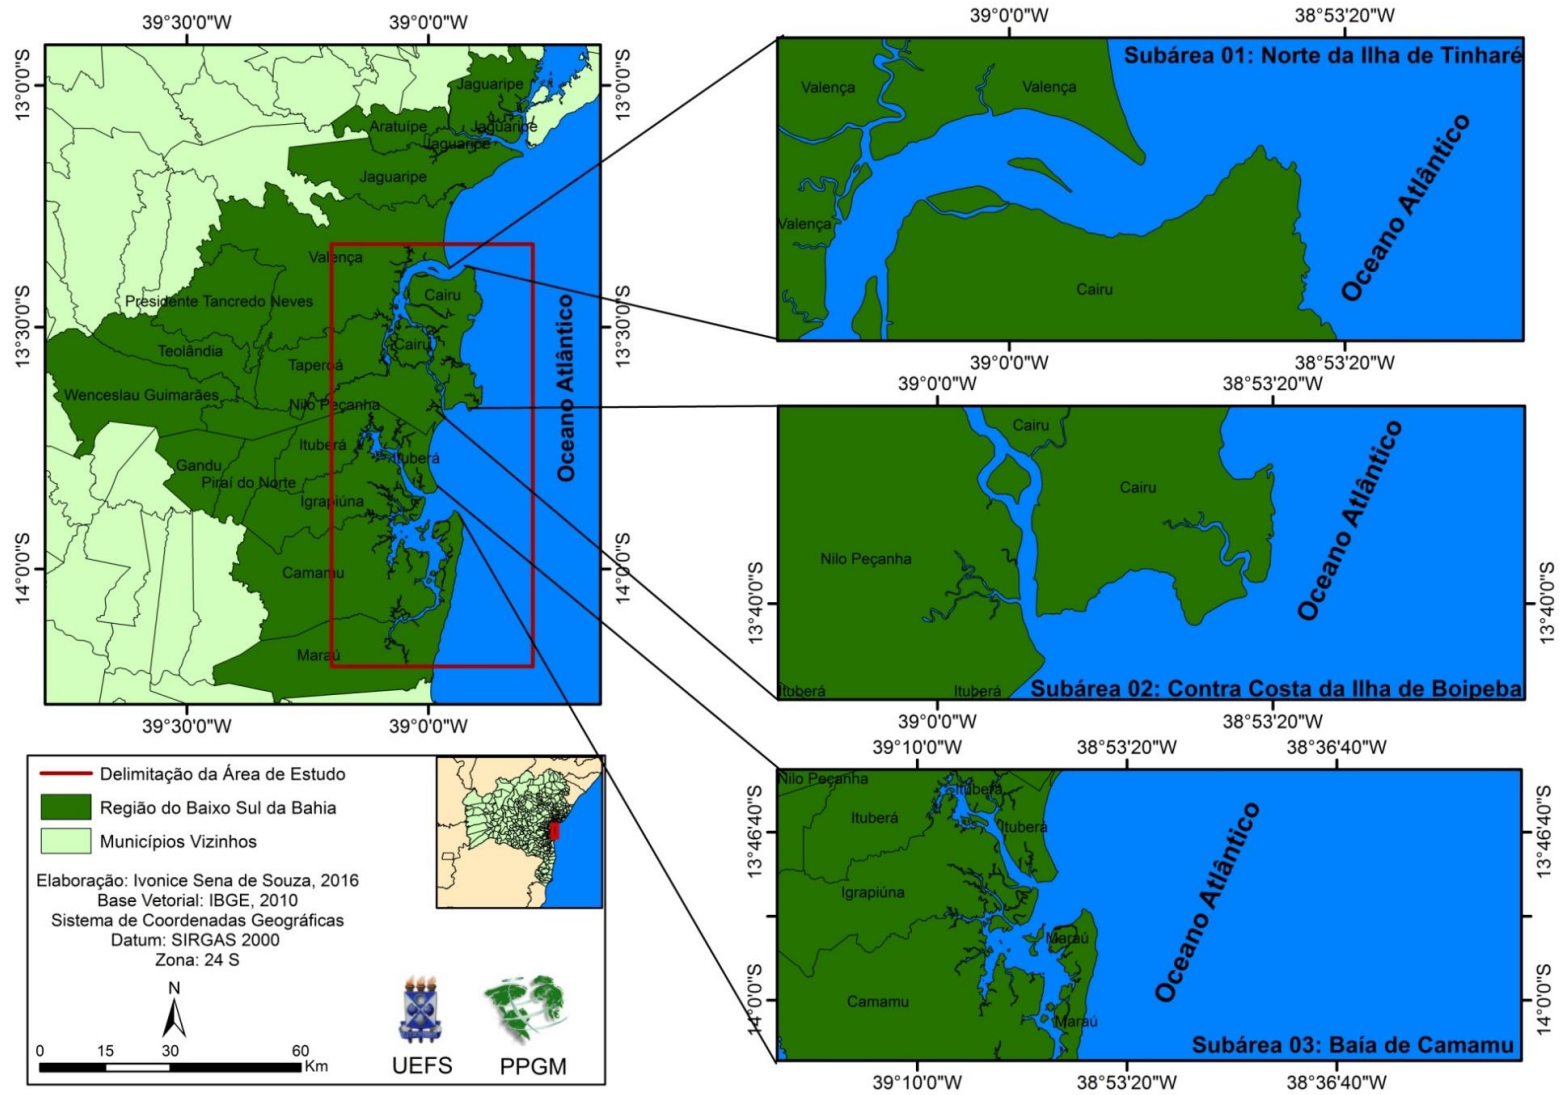 39°30'0"W
39°0'0"W
13°0'0"S
13°0'0"S
Jaguaripe
Aratuípe
Jaguaripe
Jaguaripe
Jaguaripe
Valença
Presidente Tancredo Neves
Cairu
13°30'0"S
13°30'0"S
Cairu
Teolândia
Taperoá
Wenceslau Guimarães
Nilo Peçanha
Ituberá
Ituberá
Gandu
Piraí do Norte
Igrapiúna
Camamu
14°0'0"S
14°0'0"S
Maraú
Oceano Atlântico
39°30'0"W
39°0'0"W
39°0'0"W
38°53'20"W
Subárea 01: Norte da Ilha de Tinharé
Valença
Valença
Valença
Cairu
Oceano Atlântico
39°0'0"W
38°53'20"W
39°0'0"W
38°53'20"W
Cairu
Cairu
Nilo Peçanha
Oceano Atlântico
13°40'0"S
13°40'0"S
Ituberá
Ituberá
Subárea 02: Contra Costa da Ilha de Boipeba
39°0'0"W
38°53'20"W
39°10'0"W
38°53'20"W
38°36'40"W
Nilo Peçanha
Ituberá
Ituberá
Ituberá
13°46'40"S
13°46'40"S
Igrapiúna
Maraú
Camamu
Maraú
Oceano Atlântico
14°0'0"S
14°0'0"S
Subárea 03: Baía de Camamu
39°10'0"W
38°53'20"W
38°36'40"W
Delimitação da Área de Estudo
Região do Baixo Sul da Bahia
Municípios Vizinhos
Elaboração: Ivonice Sena de Souza, 2016
Base Vetorial: IBGE, 2010
Sistema de Coordenadas Geográficas
Datum: SIRGAS 2000
Zona: 24 S
N
0 15 30 60
Km
UEFS
PPGM